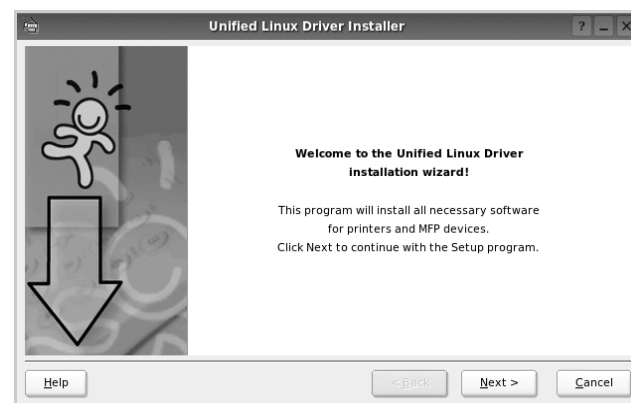 Unified Linux Driver Installer
?
Welcome to the Unified Linux Driver
installation wizard!
This program will install all necessary software
for printers and MFP devices.
Click Next to continue with the Setup program.
Help
< Back
Next >
Cancel